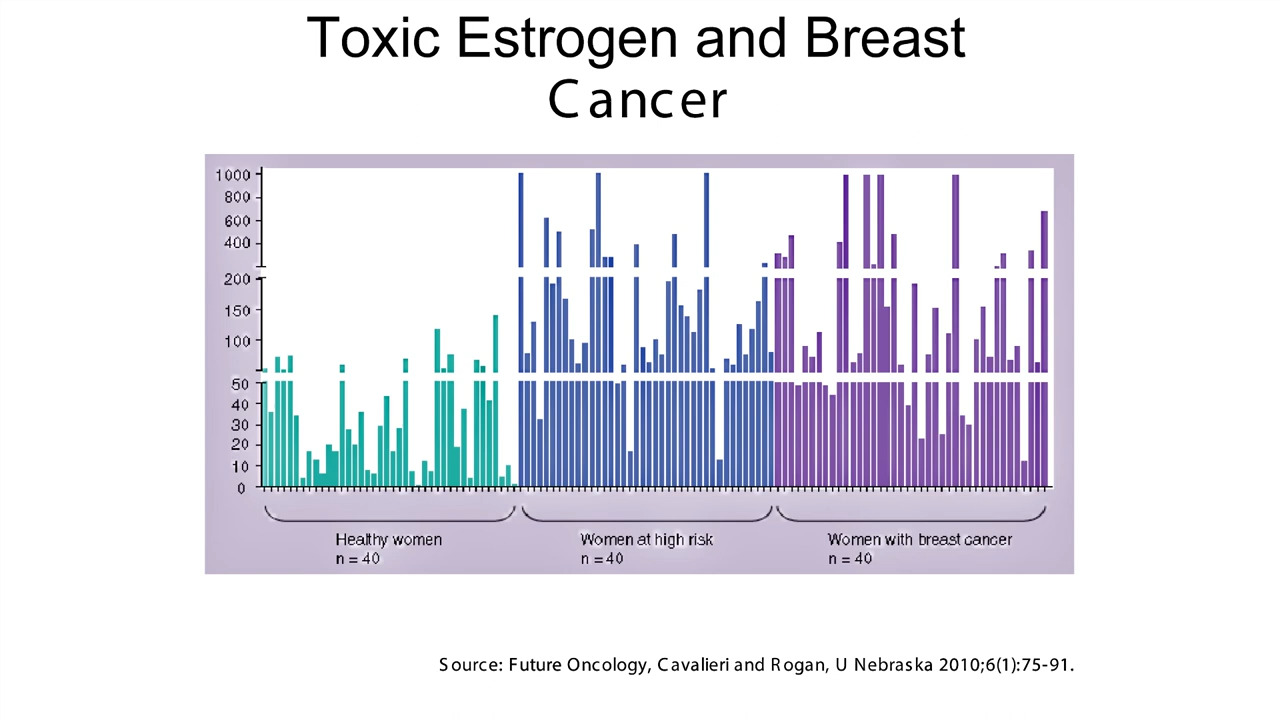 Toxic Estrogen and Breast
Cancer
1000
800
600
400
200
150
100
50
40
30
20
10
0
Healthy women
n = 40
Women at high risk
n = 40
Women with breast cancer
n = 40
Source: Future Oncology, Cavalieri and Rogan, U Nebraska 2010;6(1):75-91.